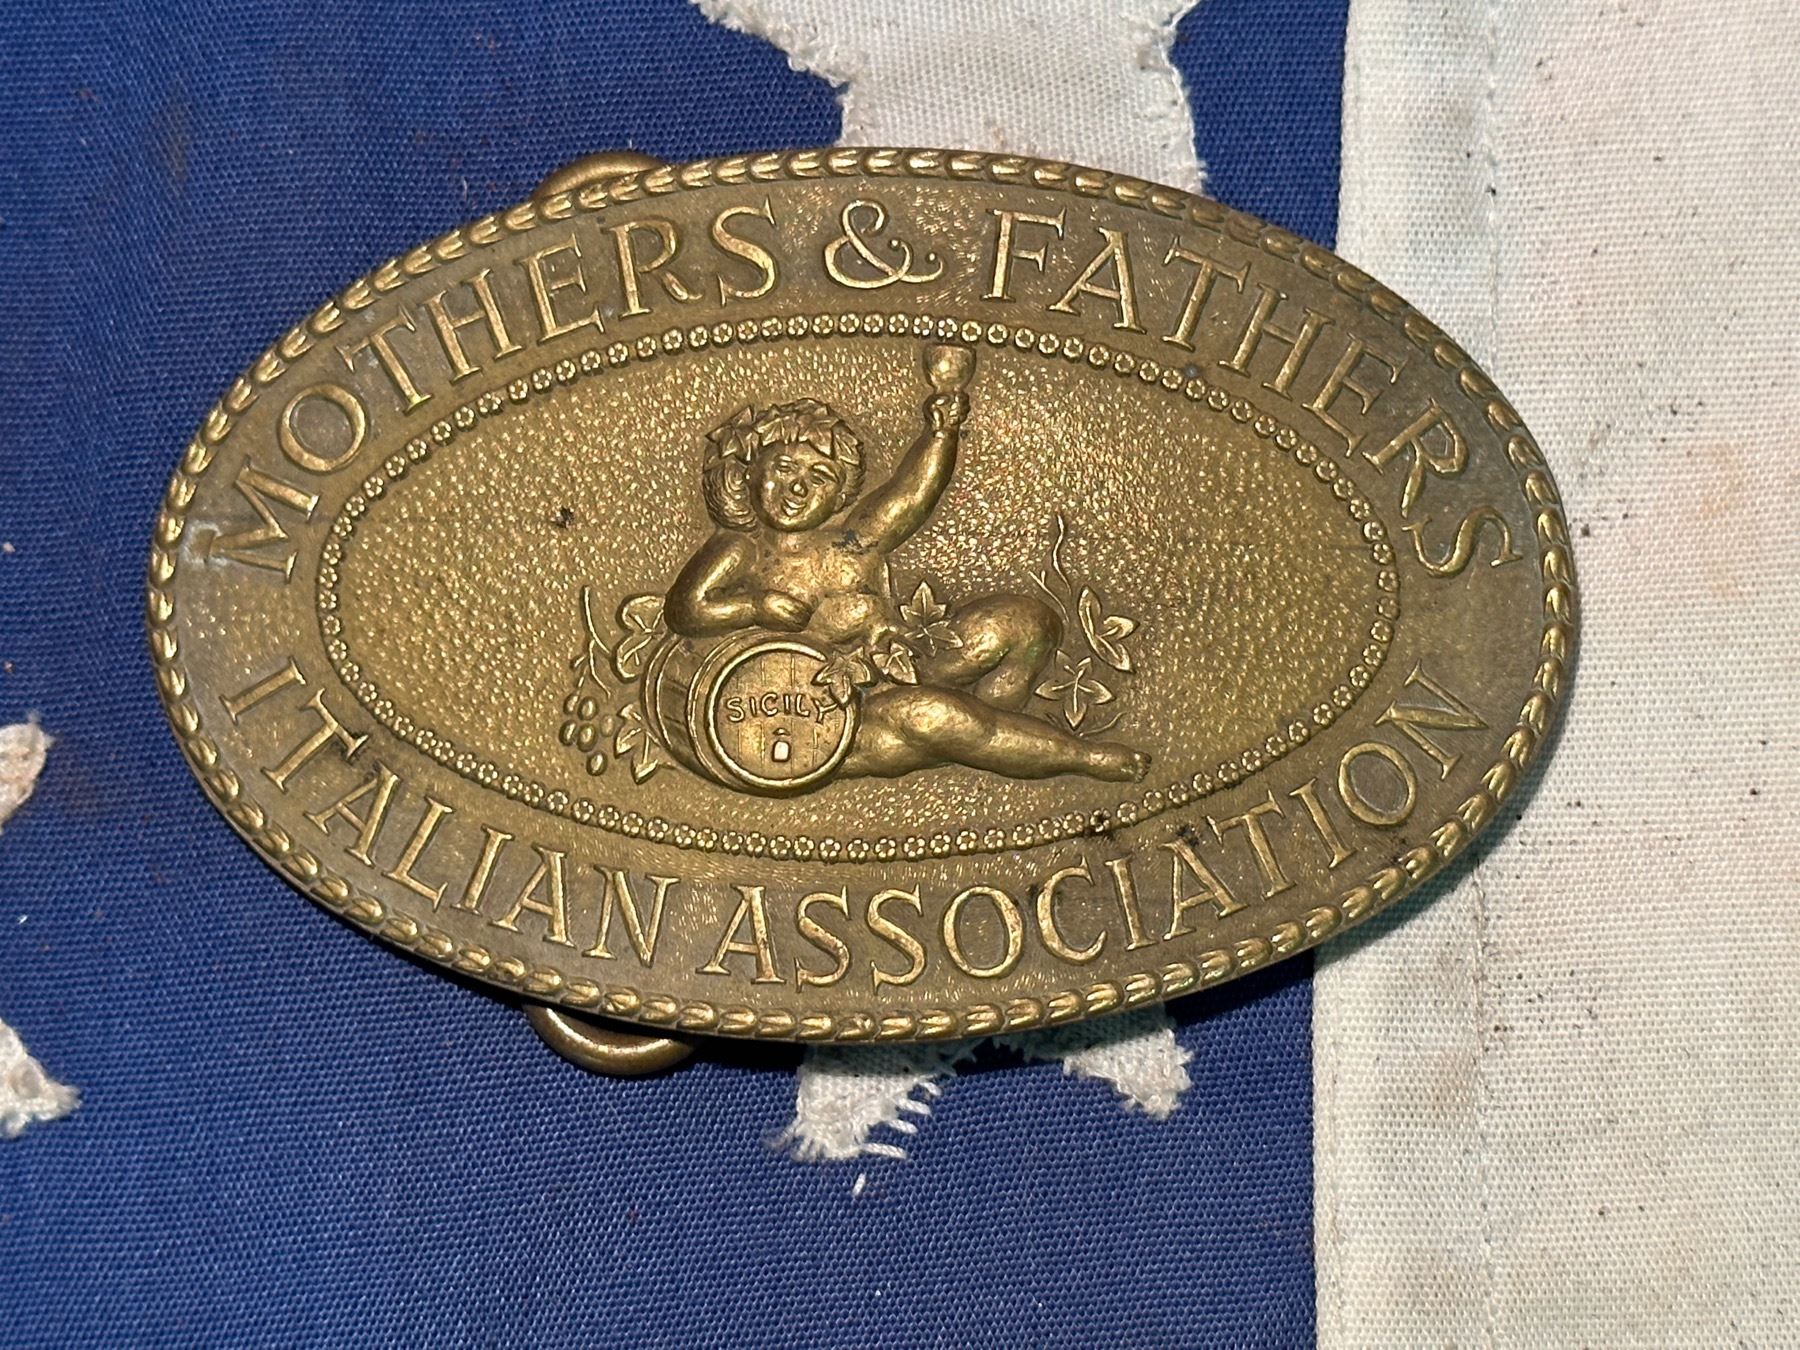 MOTHERS & FATHERS
SICILY
ITALIAN ASSOCIATION